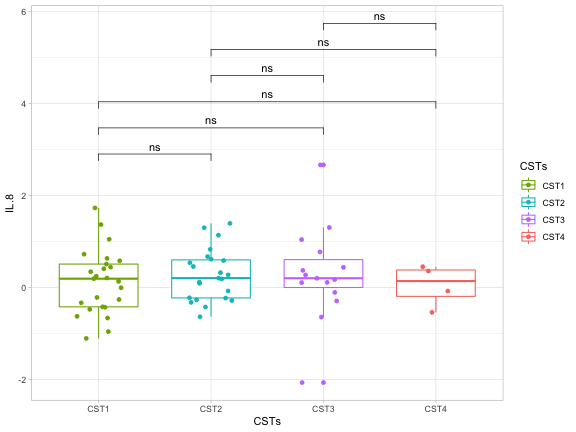 6
ns
ns
ns
4
ns
ns
ns
2
0
-2
IL.8
CST1 CST2 CST3 CST4
CSTs
CSTs
CST1
CST2
CST3
CST4